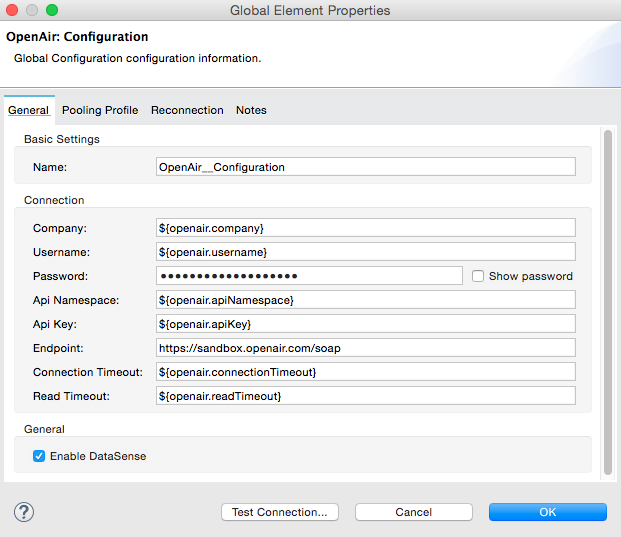 Global Element Properties
OpenAir: Configuration
Global Configuration configuration information.
General Pooling Profile Reconnection Notes
Basic Settings
Name: OpenAir__Configuration
Connection
Company: ${openair.company}
Username: ${openair.username}
Password: ●●●●●●●●●●●●●●●●●●● Show password
Api Namespace: ${openair.apiNamespace}
Api Key: ${openair.apiKey}
Endpoint: https://sandbox.openair.com/soap
Connection Timeout: ${openair.connectionTimeout}
Read Timeout: ${openair.readTimeout}
General
Enable DataSense
? Test Connection... Cancel OK